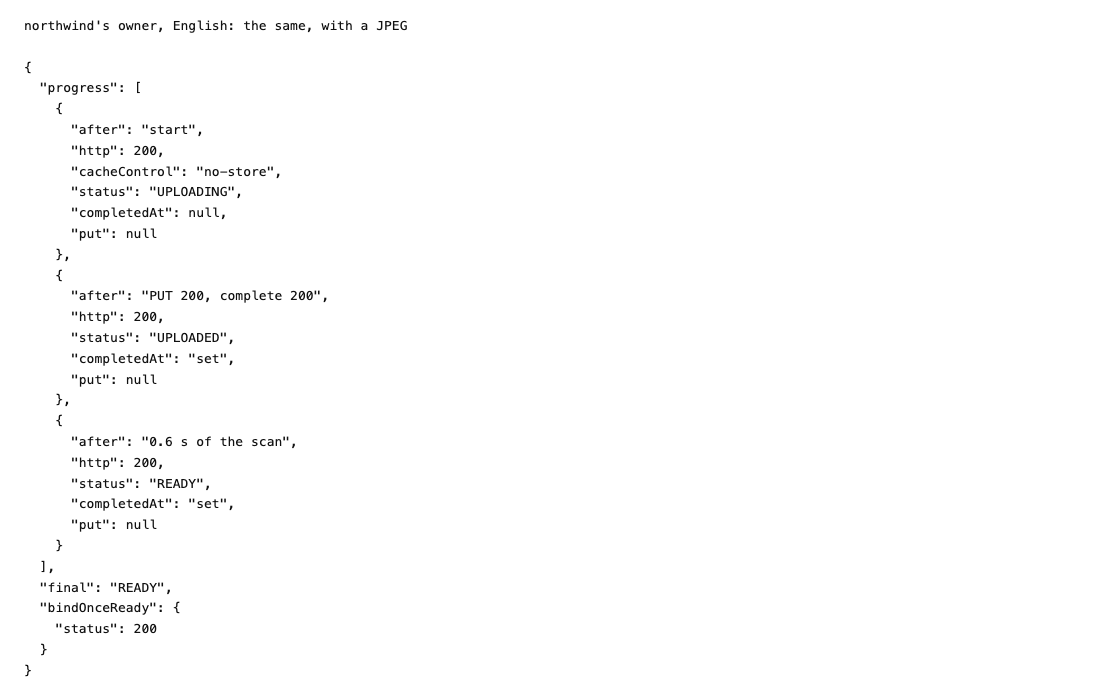 northwind's owner, English: the same, with a JPEG
{
"progress": [
{
"after": "start",
"http": 200,
"cacheControl": "no-store",
"status": "UPLOADING",
"completedAt": null,
"put": null
},
{
"after": "PUT 200, complete 200",
"http": 200,
"status": "UPLOADED",
"completedAt": "set",
"put": null
},
{
"after": "0.6 s of the scan",
"http": 200,
"status": "READY",
"completedAt": "set",
"put": null
}
],
"final": "READY",
"bindOnceReady": {
"status": 200
}
}